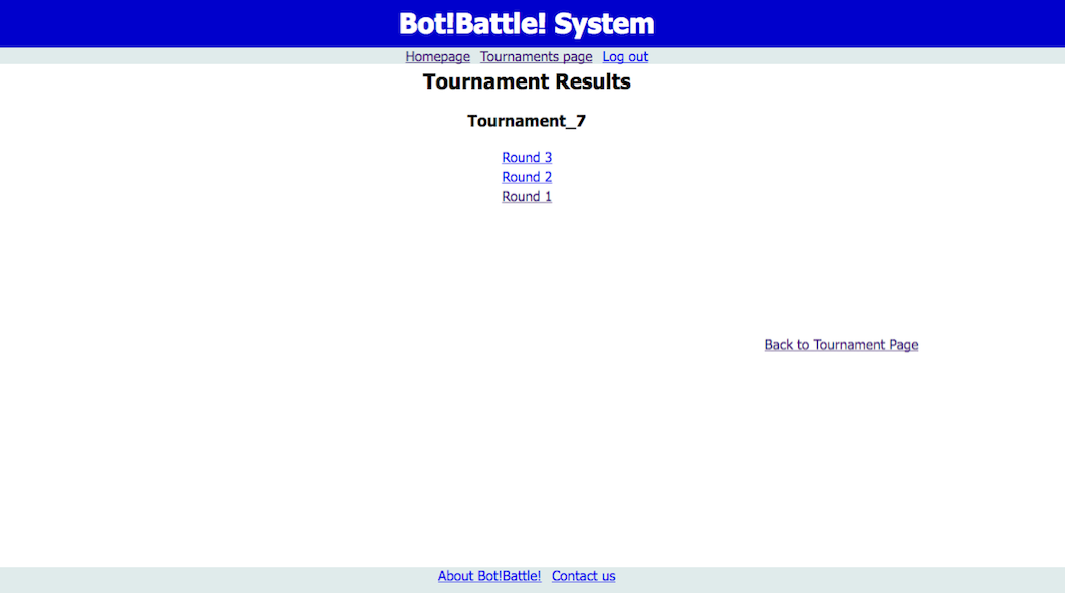 Bot!Battle! System
Homepage Tournaments page Log out
Tournament Results
Tournament_7
Round 3
Round 2
Round 1
Back to Tournament Page
About Bot!Battle! Contact us